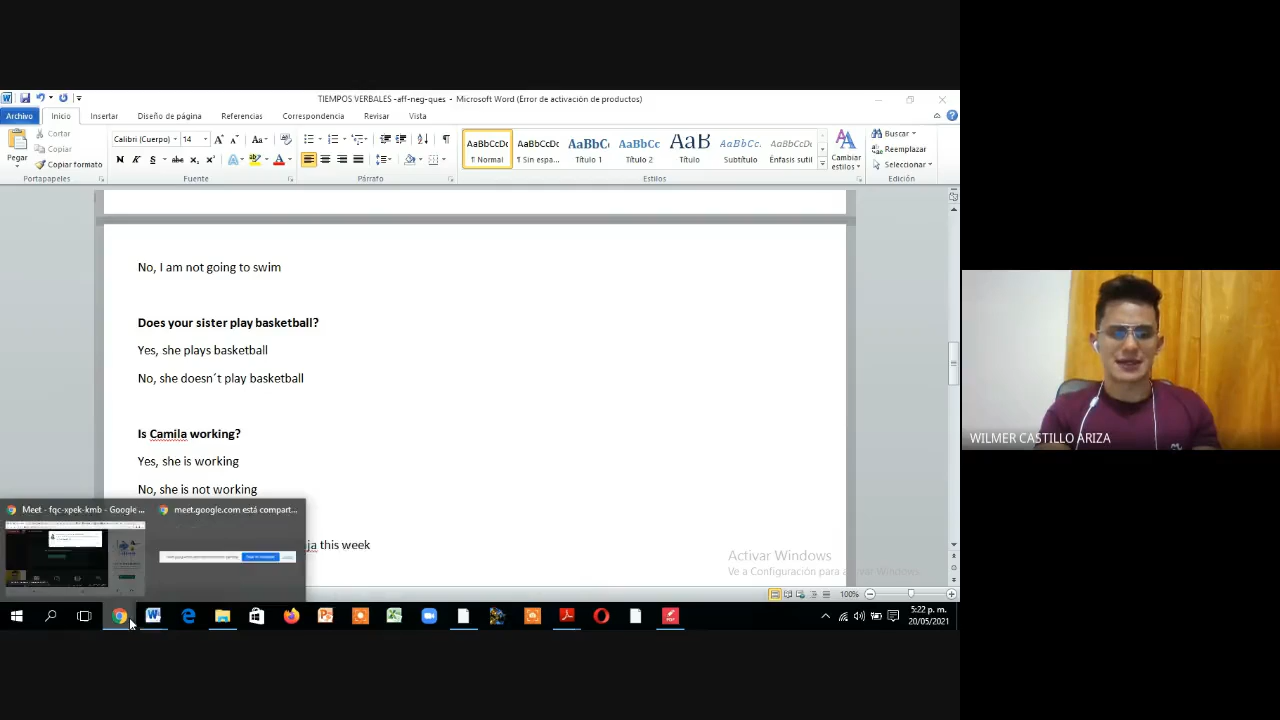 TIEMPOS VERBALES -aff-neg-ques - Microsoft Word (Error de activación de productos)
Archivo Inicio Insertar Diseño de página Referencias Correspondencia Revisar Vista
Pegar
Cortar
Copiar
Copiar formato
Portapapeles
Calibri (Cuerpo) 14
Fuente
Párrafo
AaBbCcDc AaBbCcDc AaBbC AaBbCc AaB AaBbCc. AaBbCcDc
¶ Normal ¶ Sin espa... Título 1 Título 2 Título Subtítulo Énfasis sutil
Cambiar estilos
Estilos
Buscar
Reemplazar
Seleccionar
Edición
No, I am not going to swim
Does your sister play basketball?
Yes, she plays basketball
No, she doesn´t play basketball
Is Camila working?
Yes, she is working
No, she is not working
ja this week
Meet - fqc-xpek-kmb - Google ...
meet.google.com está compart...
Activar Windows
Ve a Configuración para activar Windows.
100%
5:22 p. m.
20/05/2021
WILMER CASTILLO ARIZA